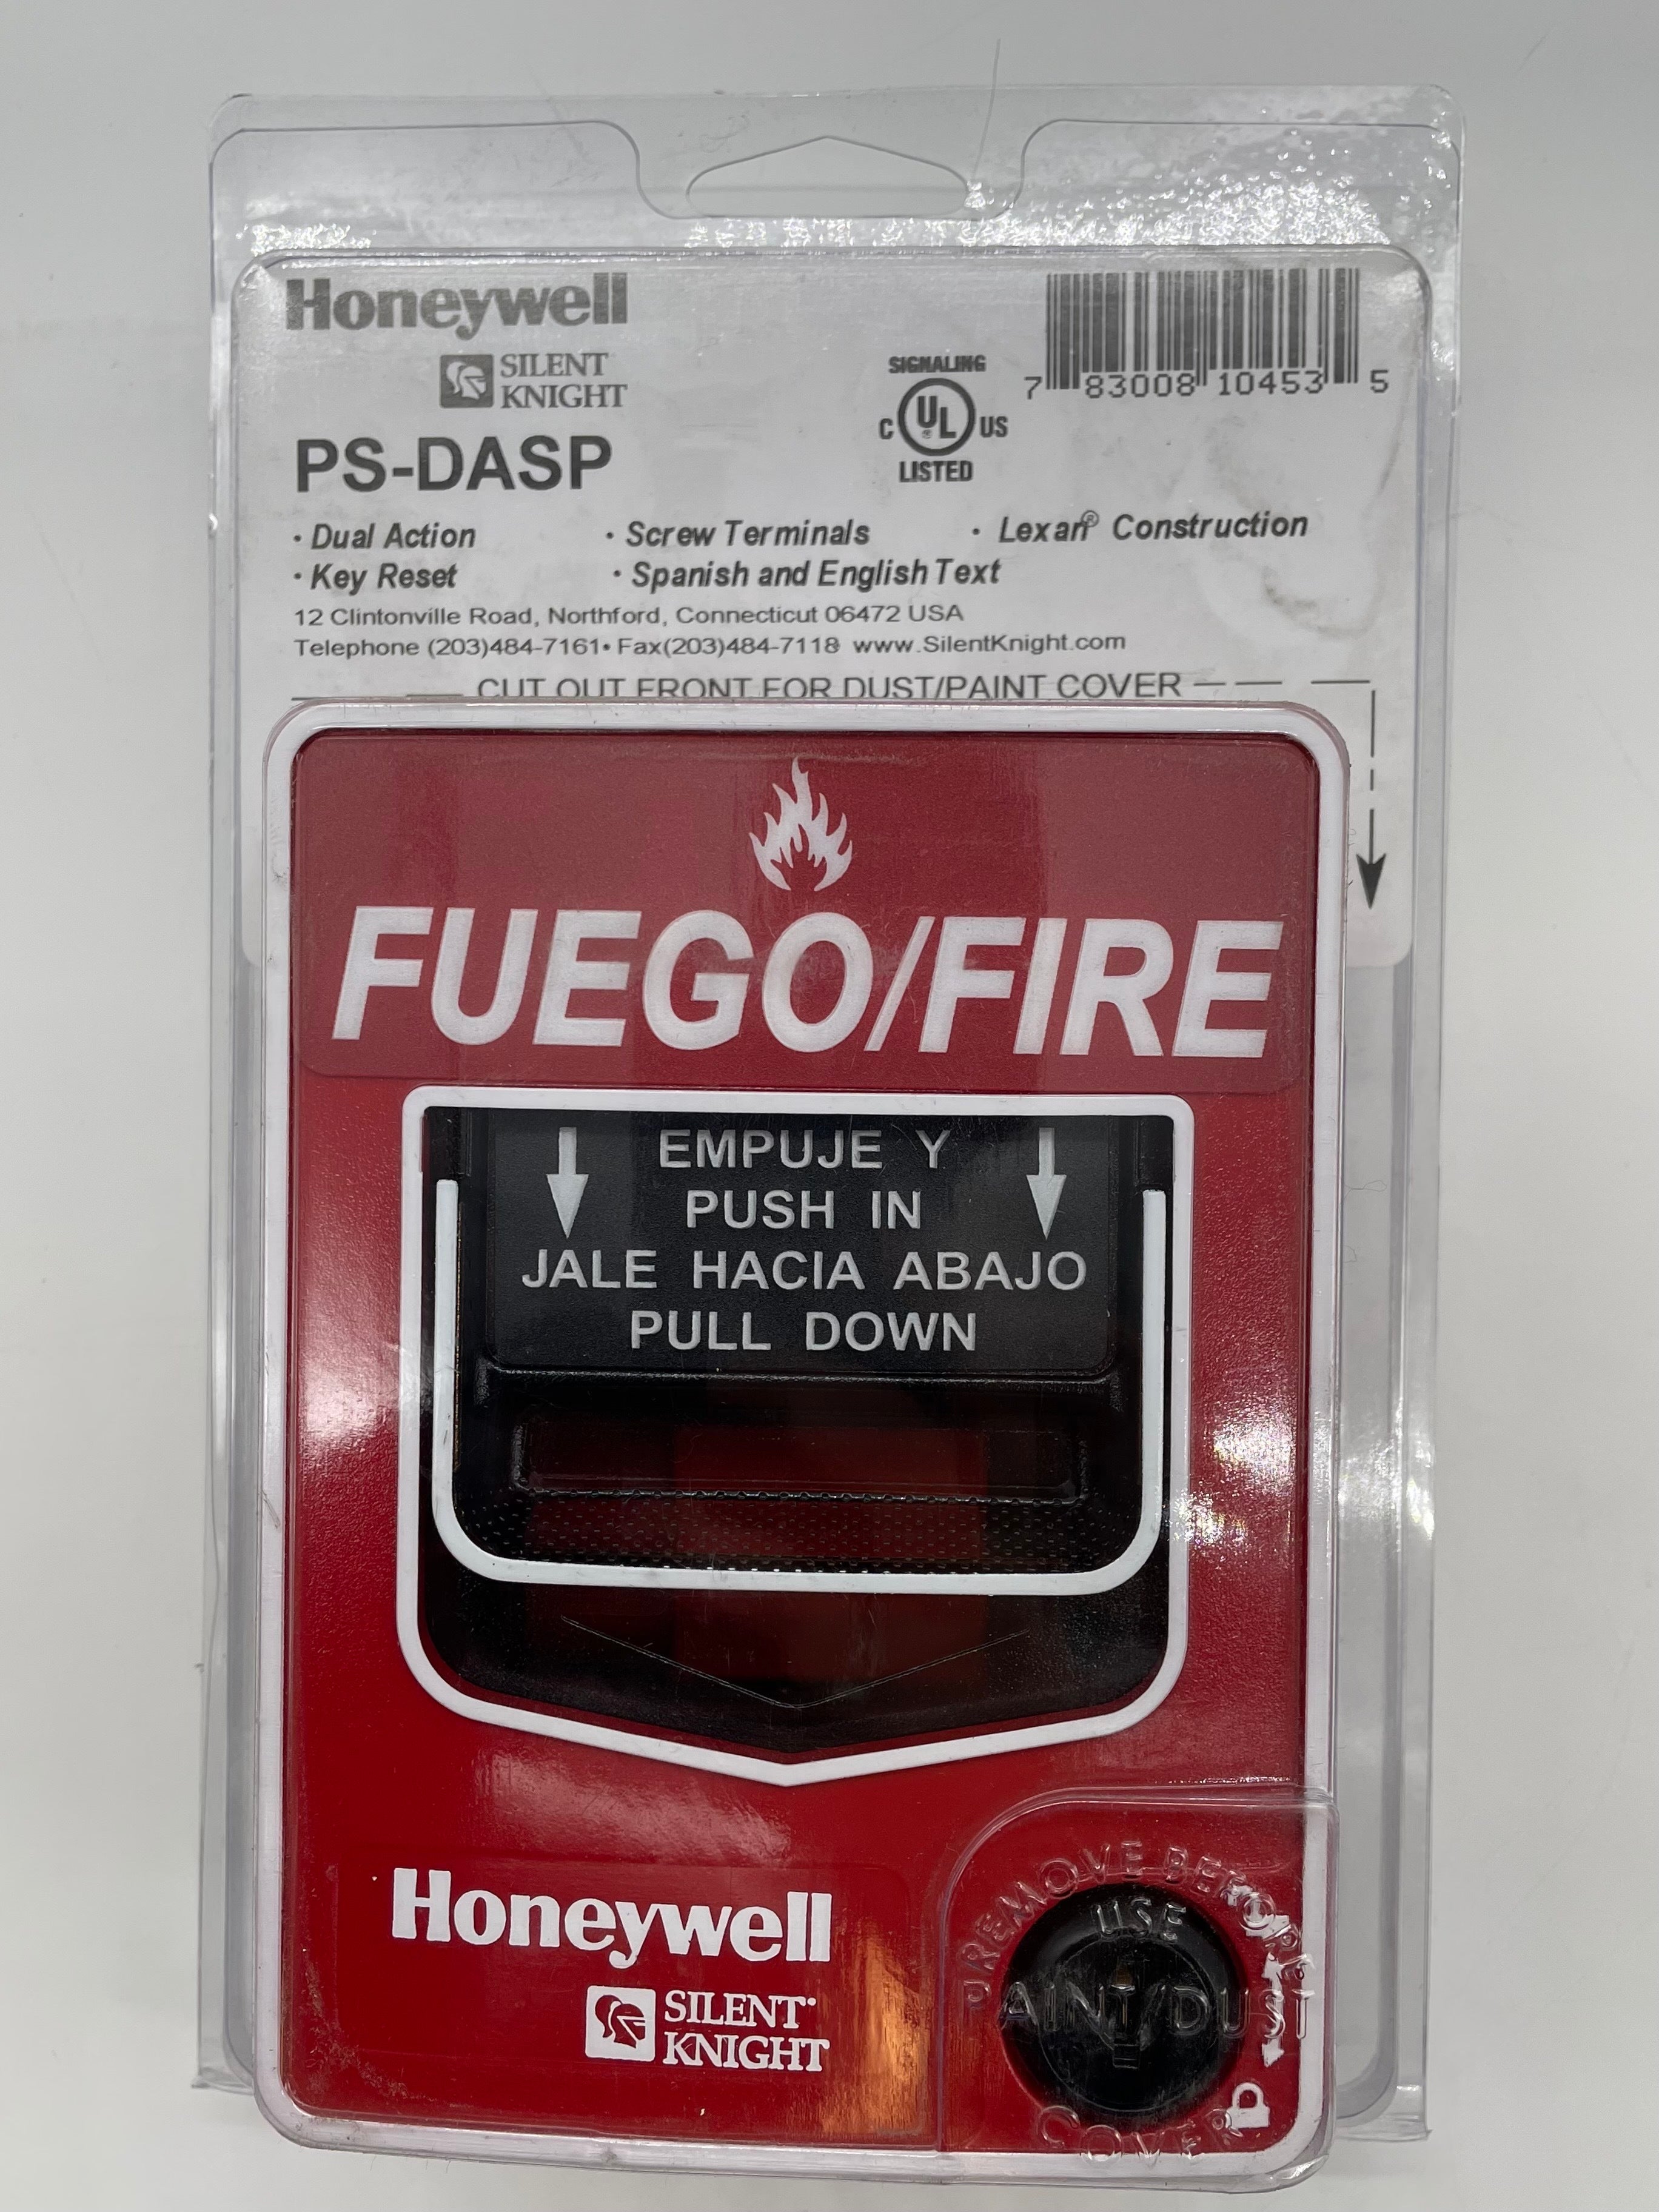 Honeywell
SILENT
KNIGHT
PS-DASP
SIGNALING
C UL® US
LISTED
7 83008 10453 5
• Dual Action • Screw Terminals • Lexan® Construction
• Key Reset • Spanish and English Text
12 Clintonville Road, Northford, Connecticut 06472 USA
Telephone (203)484-7161• Fax(203)484-7118 www.SilentKnight.com
CUT OUT FRONT FOR DUST/PAINT COVER
FUEGO/FIRE
EMPUJE Y
PUSH IN
JALE HACIA ABAJO
PULL DOWN
Honeywell
SILENT
KNIGHT
REMOVE BEFORE
USE
PAINT/DUST
COVER